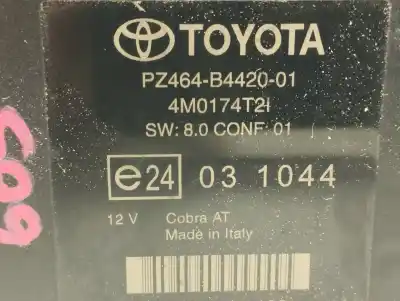 TOYOTA
PZ464-B4420-01
4M0174T2I
SW: 8.0 CONF: 01
e24 03 1044
12 V Cobra AT
Made in Italy
609